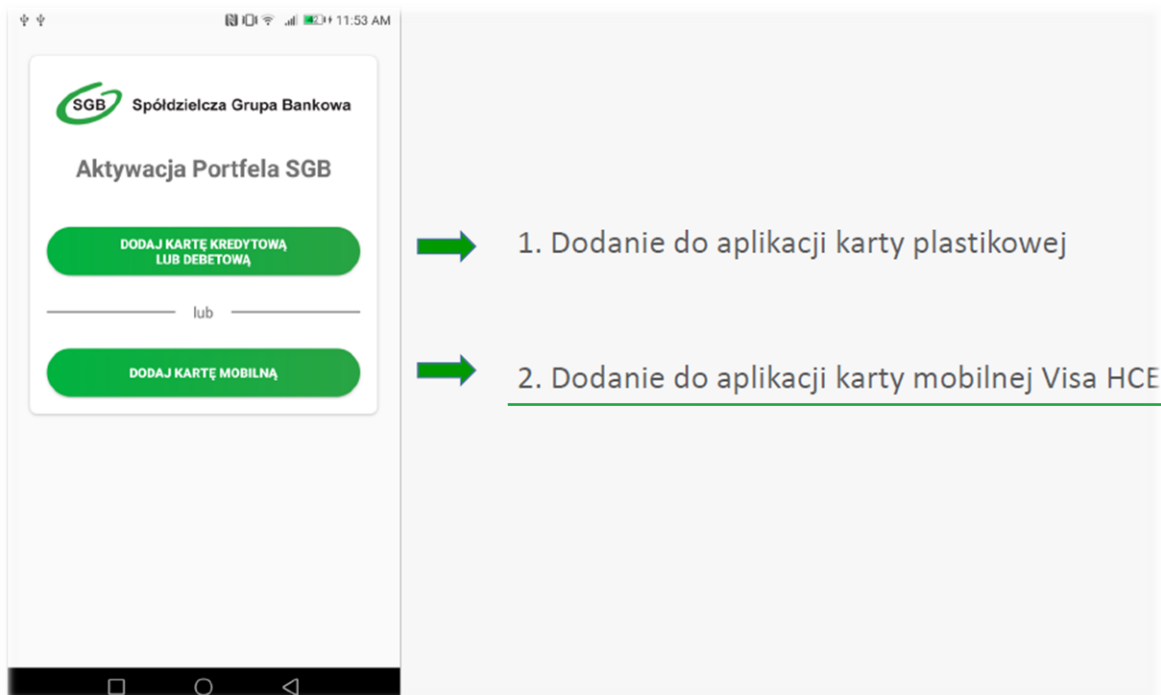 11:53 AM
SGB Spółdzielcza Grupa Bankowa
Aktywacja Portfela SGB
DODAJ KARTĘ KREDYTOWĄ
LUB DEBETOWĄ
1. Dodanie do aplikacji karty plastikowej
lub
DODAJ KARTĘ MOBILNĄ
2. Dodanie do aplikacji karty mobilnej Visa HCE